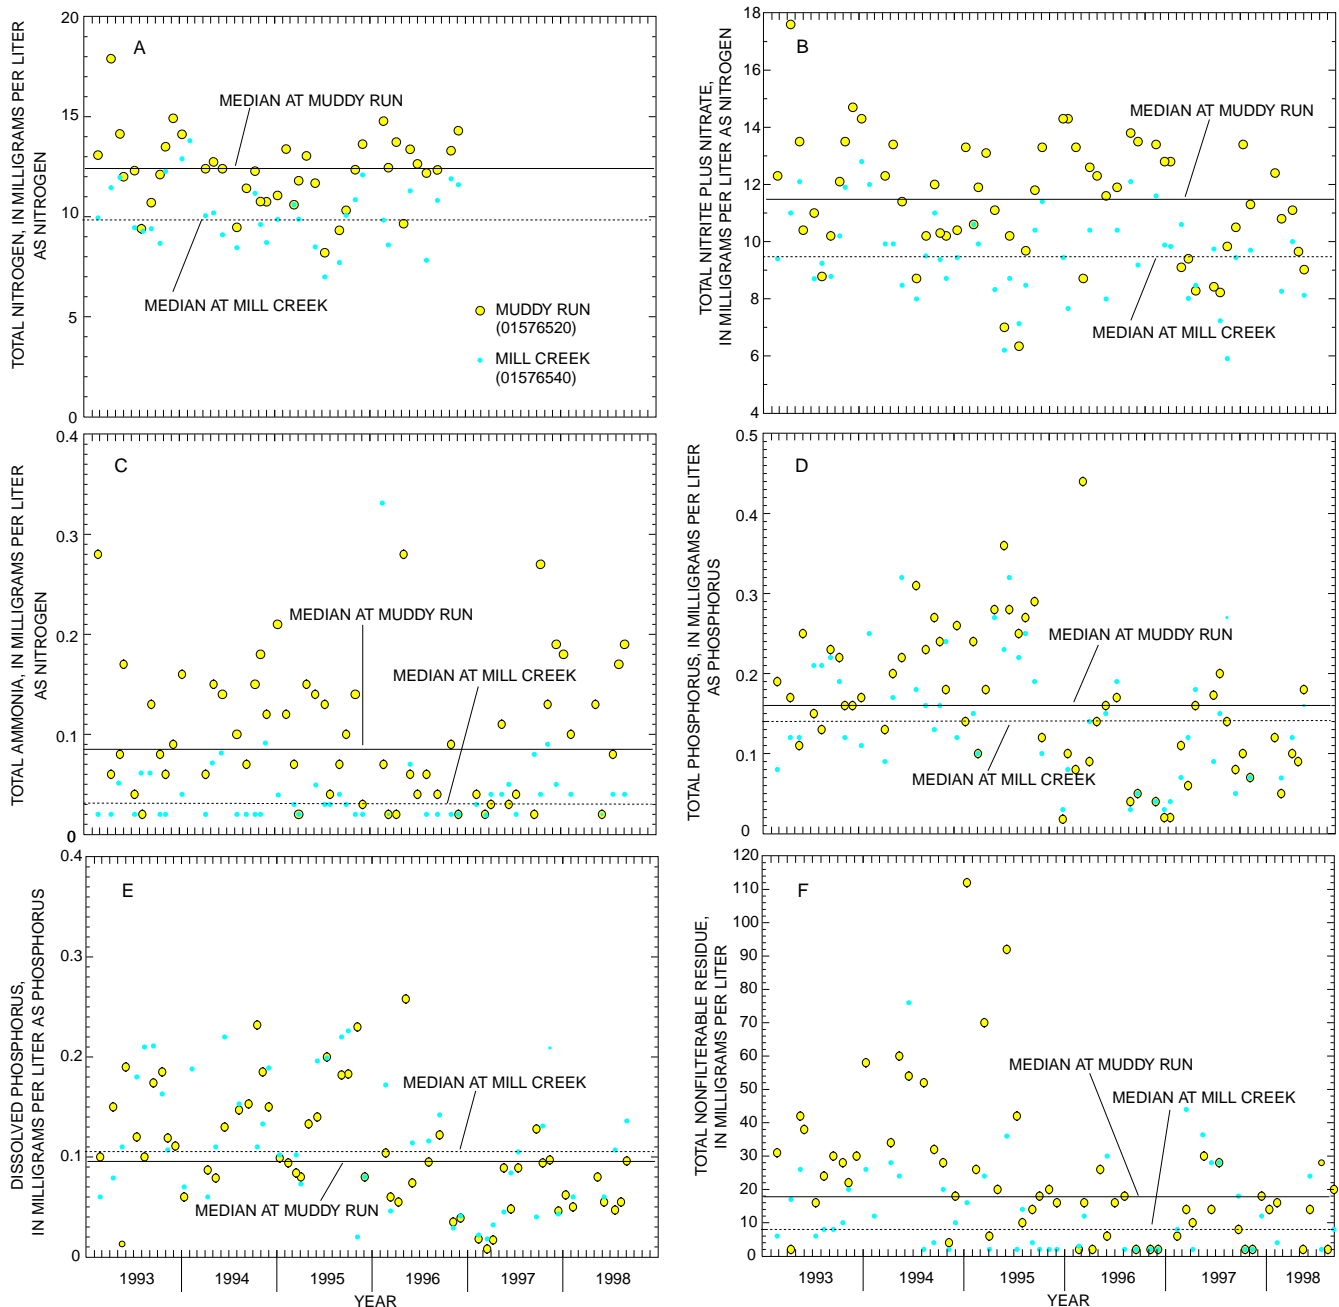 TOTAL NITROGEN, IN MILLIGRAMS PER LITER
AS NITROGEN
20
15
10
5
0
A
MEDIAN AT MUDDY RUN
MEDIAN AT MILL CREEK
MUDDY RUN
(01576520)
MILL CREEK
(01576540)
TOTAL NITRITE PLUS NITRATE,
IN MILLIGRAMS PER LITER AS NITROGEN
18
16
14
12
10
8
6
4
B
MEDIAN AT MUDDY RUN
MEDIAN AT MILL CREEK
TOTAL AMMONIA, IN MILLIGRAMS PER LITER
AS NITROGEN
0.4
0.3
0.2
0.1
0
C
MEDIAN AT MUDDY RUN
MEDIAN AT MILL CREEK
TOTAL PHOSPHORUS, IN MILLIGRAMS PER LITER
AS PHOSPHORUS
0.5
0.4
0.3
0.2
0.1
0
D
MEDIAN AT MUDDY RUN
MEDIAN AT MILL CREEK
DISSOLVED PHOSPHORUS,
IN MILLIGRAMS PER LITER AS PHOSPHORUS
0.4
0.3
0.2
0.1
0
E
MEDIAN AT MILL CREEK
MEDIAN AT MUDDY RUN
1993 1994 1995 1996 1997 1998
YEAR
TOTAL NONFILTERABLE RESIDUE,
IN MILLIGRAMS PER LITER
120
110
100
90
80
70
60
50
40
30
20
10
0
F
MEDIAN AT MUDDY RUN
MEDIAN AT MILL CREEK
1993 1994 1995 1996 1997 1998
YEAR